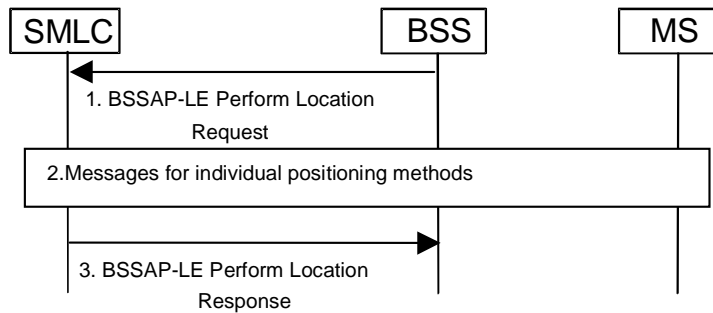 SMLC
BSS
MS
1. BSSAP-LE Perform Location
Request
2.Messages for individual positioning methods
3. BSSAP-LE Perform Location
Response